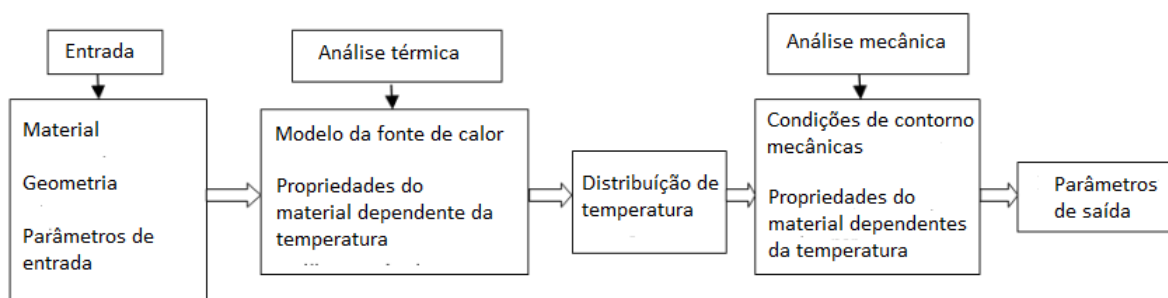 Entrada
Material
Geometria
Parâmetros de
entrada
Análise térmica
Modelo da fonte de calor
Propriedades do
material dependente da
temperatura
Distribuíção de
temperatura
Análise mecânica
Condições de contorno
mecânicas
Propriedades do
material dependentes
da temperatura
Parâmetros
de saída